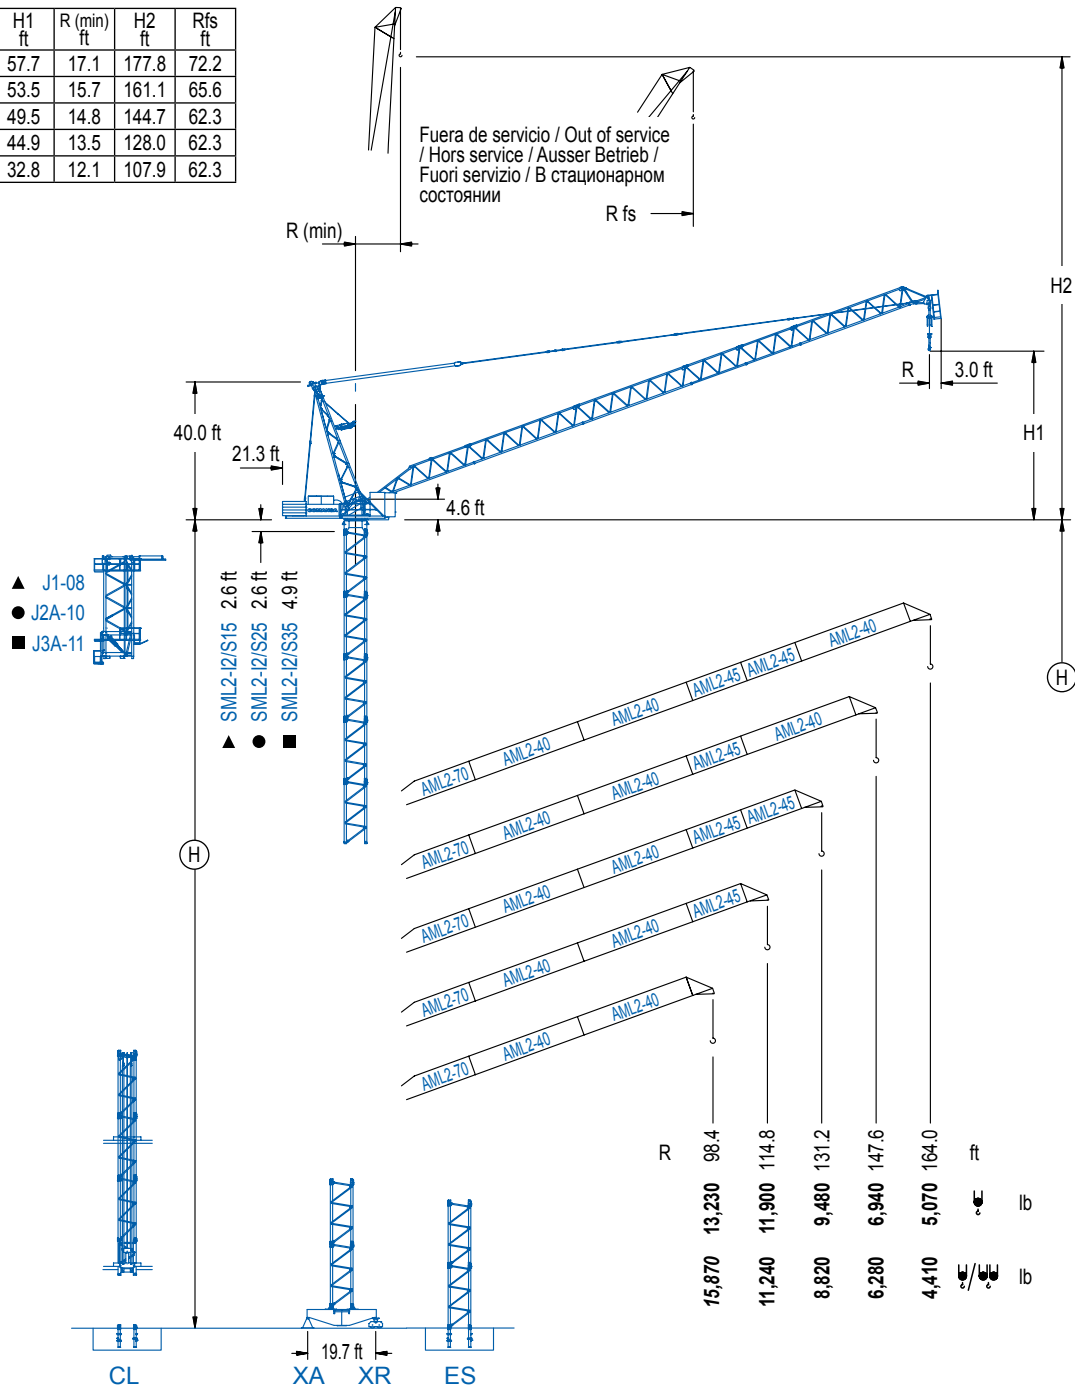 H1 R (min) H2 Rfs
ft ft ft ft
57.7 17.1 177.8 72.2
53.5 15.7 161.1 65.6
49.5 14.8 144.7 62.3
44.9 13.5 128.0 62.3
32.8 12.1 107.9 62.3
Fuera de servicio / Out of service
/ Hors service / Ausser Betrieb /
Fuori servizio / В стационарном
состоянии
R fs
R (min)
H2
R 3.0 ft
40.0 ft
H1
21.3 ft
4.6 ft
▲ J1-08
● J2A-10
■ J3A-11
▲ SML2-I2/S15 2.6 ft
● SML2-I2/S25 2.6 ft
■ SML2-I2/S35 4.9 ft
H
H
AML2-70 AML2-40 AML2-40 AML2-45 AML2-45 AML2-40
AML2-70 AML2-40 AML2-40 AML2-45 AML2-40
AML2-70 AML2-40 AML2-40 AML2-45 AML2-45
AML2-70 AML2-40 AML2-40 AML2-45
AML2-70 AML2-40 AML2-40
R 98.4 114.8 131.2 147.6 164.0 ft
13,230 11,900 9,480 6,940 5,070 lb
15,870 11,240 8,820 6,280 4,410 / lb
19.7 ft
CL XA XR ES